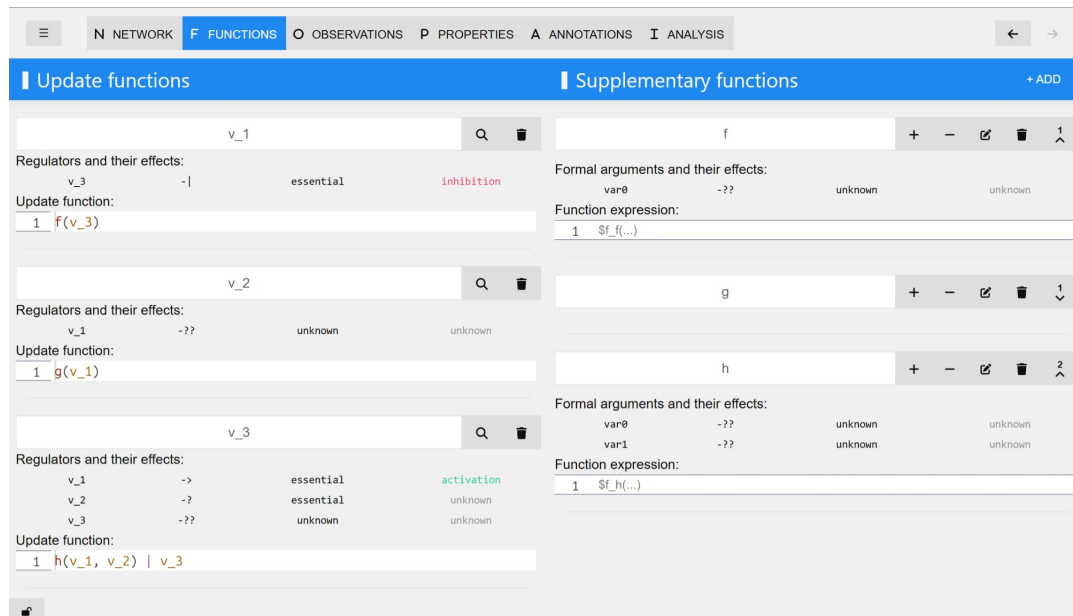 N NETWORK F FUNCTIONS O OBSERVATIONS P PROPERTIES A ANNOTATIONS I ANALYSIS
Update functions
v_1
Regulators and their effects:
v_3 -| essential inhibition
Update function:
1 f(v_3)
v_2
Regulators and their effects:
v_1 -?? unknown unknown
Update function:
1 g(v_1)
v_3
Regulators and their effects:
v_1 -> essential activation
v_2 -? essential unknown
v_3 -?? unknown unknown
Update function:
1 h(v_1, v_2) | v_3
Supplementary functions + ADD
f + − 1
Formal arguments and their effects:
var0 -?? unknown unknown
Function expression:
1 $f_f(...)
g + − 1
h + − 2
Formal arguments and their effects:
var0 -?? unknown unknown
var1 -?? unknown unknown
Function expression:
1 $f_h(...)